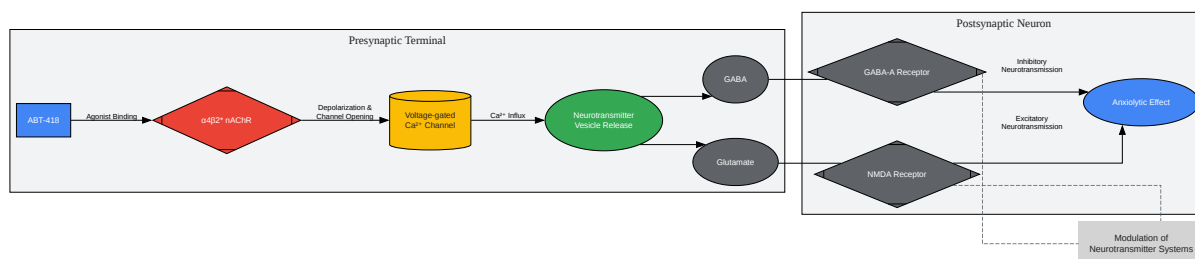 Presynaptic Terminal
Postsynaptic Neuron
ABT-418
Agonist Binding
α4β2* nAChR
Depolarization &
Channel Opening
Voltage-gated
Ca²⁺ Channel
Ca²⁺ Influx
Neurotransmitter
Vesicle Release
GABA
Glutamate
GABA-A Receptor
NMDA Receptor
Inhibitory
Neurotransmission
Excitatory
Neurotransmission
Anxiolytic Effect
Modulation of
Neurotransmitter Systems